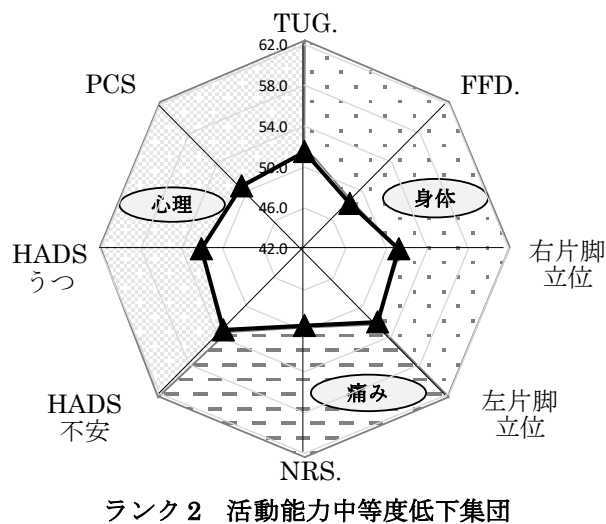 TUG.
62.0
58.0
54.0
50.0
46.0
42.0
PCS
FFD.
心理
身体
HADS
うつ
右片脚
立位
痛み
HADS
不安
左片脚
立位
NRS.
ランク2 活動能力中等度低下集団